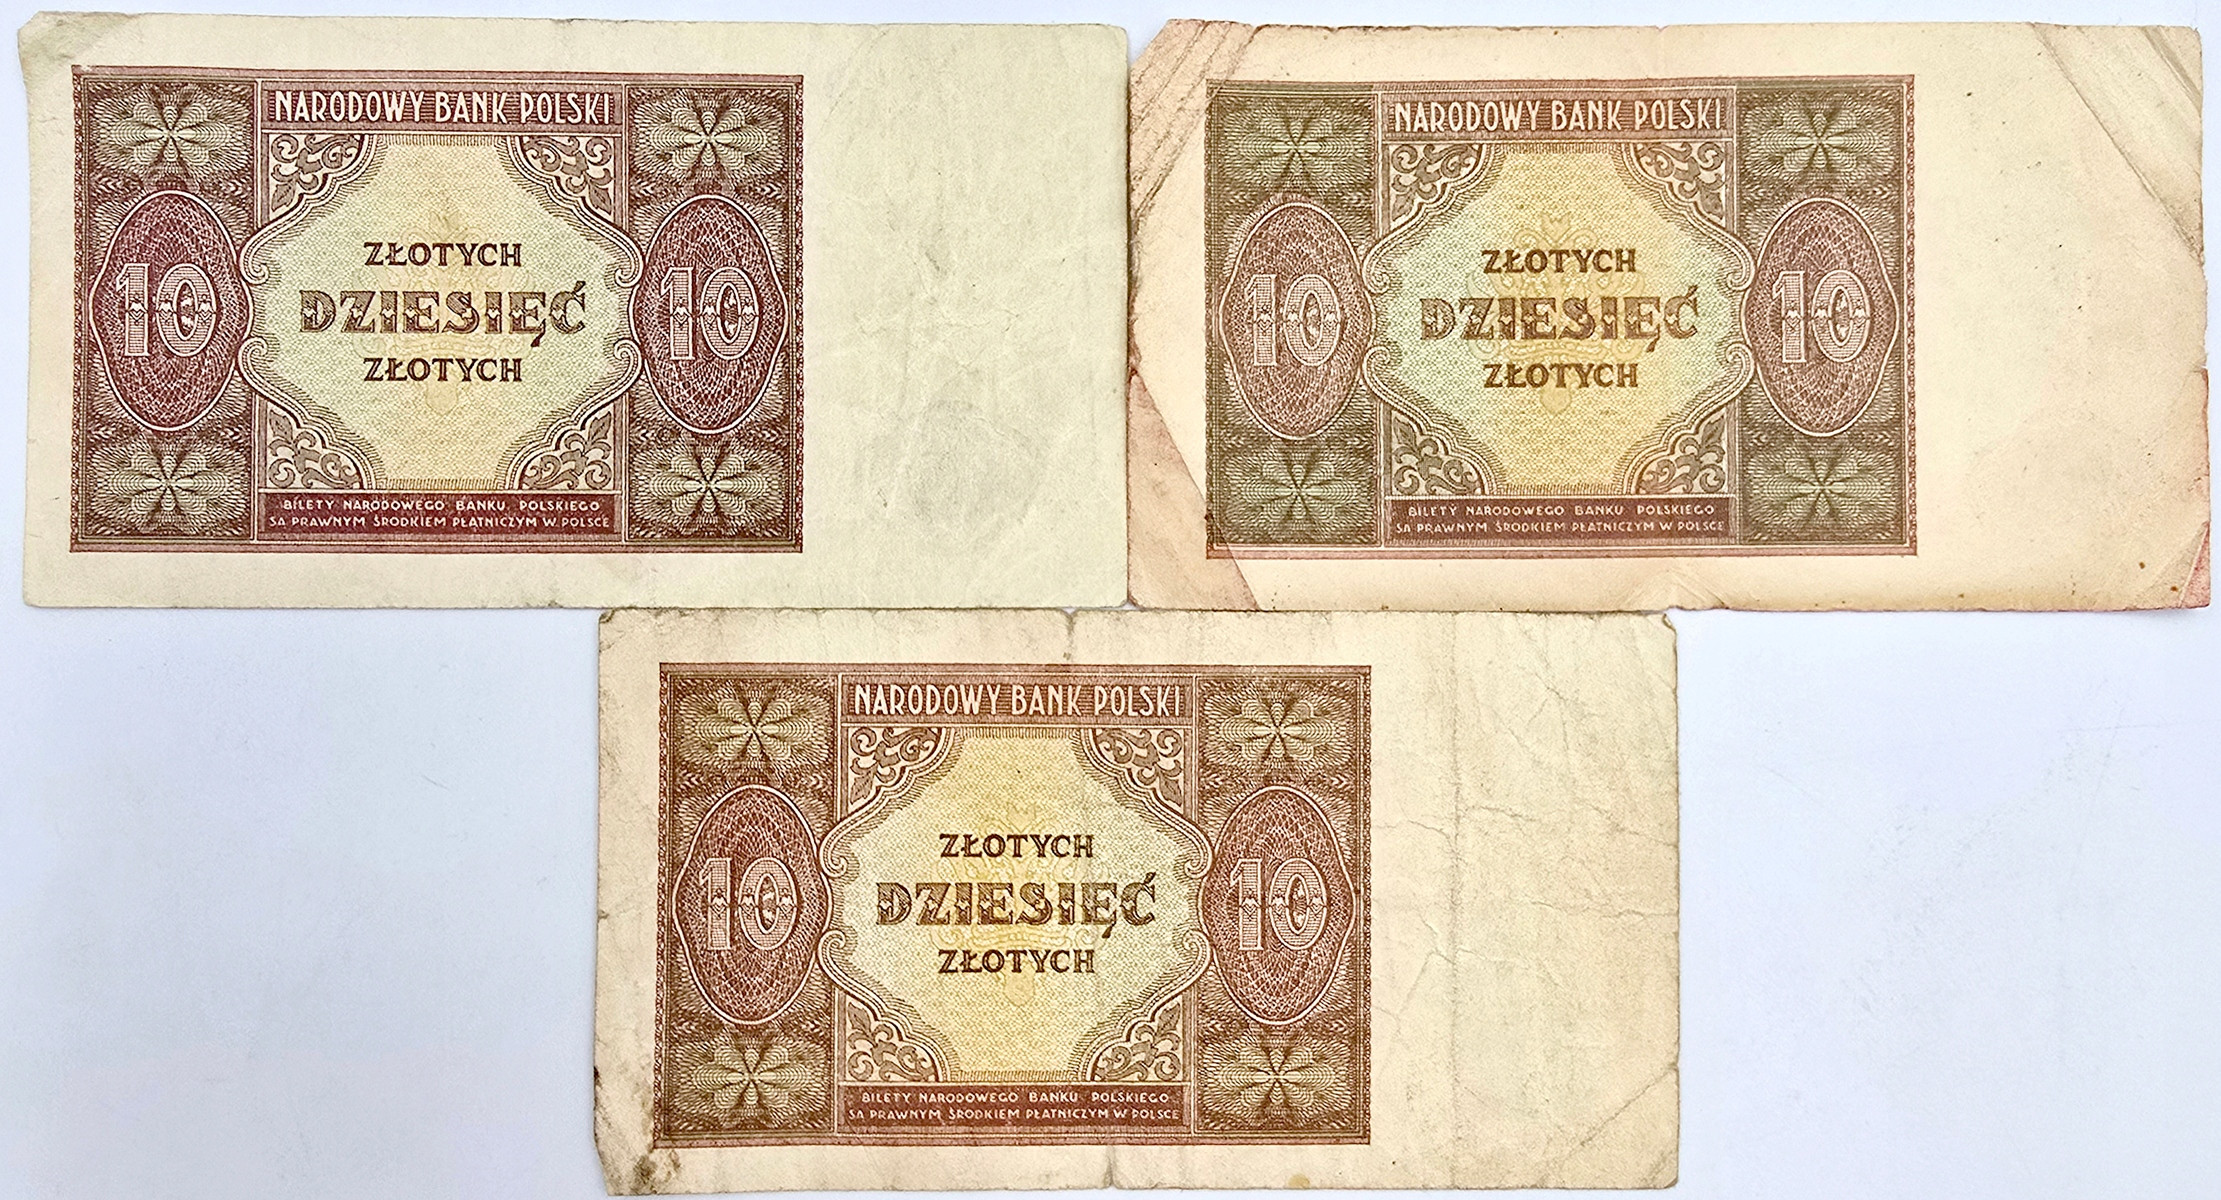 NARODOWY BANK POLSKI
10
ZŁOTYCH
DZIESIĘĆ
ZŁOTYCH
10
BILETY NARODOWEGO BANKU POLSKIEGO
SĄ PRAWNYM ŚRODKIEM PŁATNICZYM W POLSCE
NARODOWY BANK POLSKI
10
ZŁOTYCH
DZIESIĘĆ
ZŁOTYCH
10
BILETY NARODOWEGO BANKU POLSKIEGO
SĄ PRAWNYM ŚRODKIEM PŁATNICZYM W POLSCE
NARODOWY BANK POLSKI
10
ZŁOTYCH
DZIESIĘĆ
ZŁOTYCH
10
BILETY NARODOWEGO BANKU POLSKIEGO
SĄ PRAWNYM ŚRODKIEM PŁATNICZYM W POLSCE